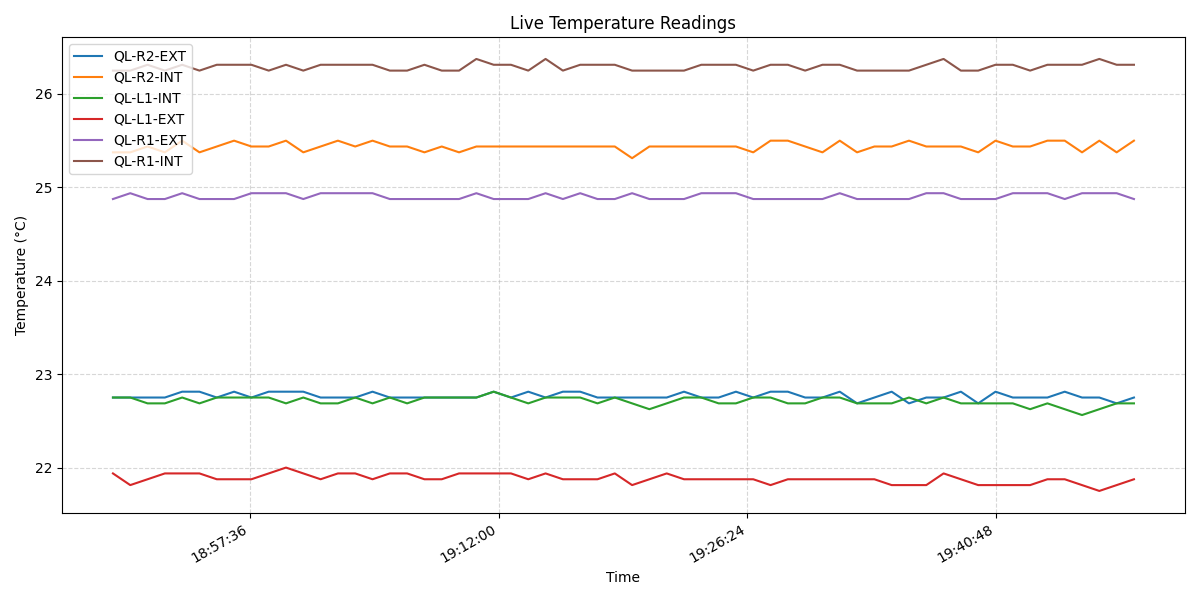 Live Temperature Readings
QL-R2-EXT
QL-R2-INT
QL-L1-INT
QL-L1-EXT
QL-R1-EXT
QL-R1-INT
Temperature (°C)
26
25
24
23
22
18:57:36
19:12:00
19:26:24
19:40:48
Time